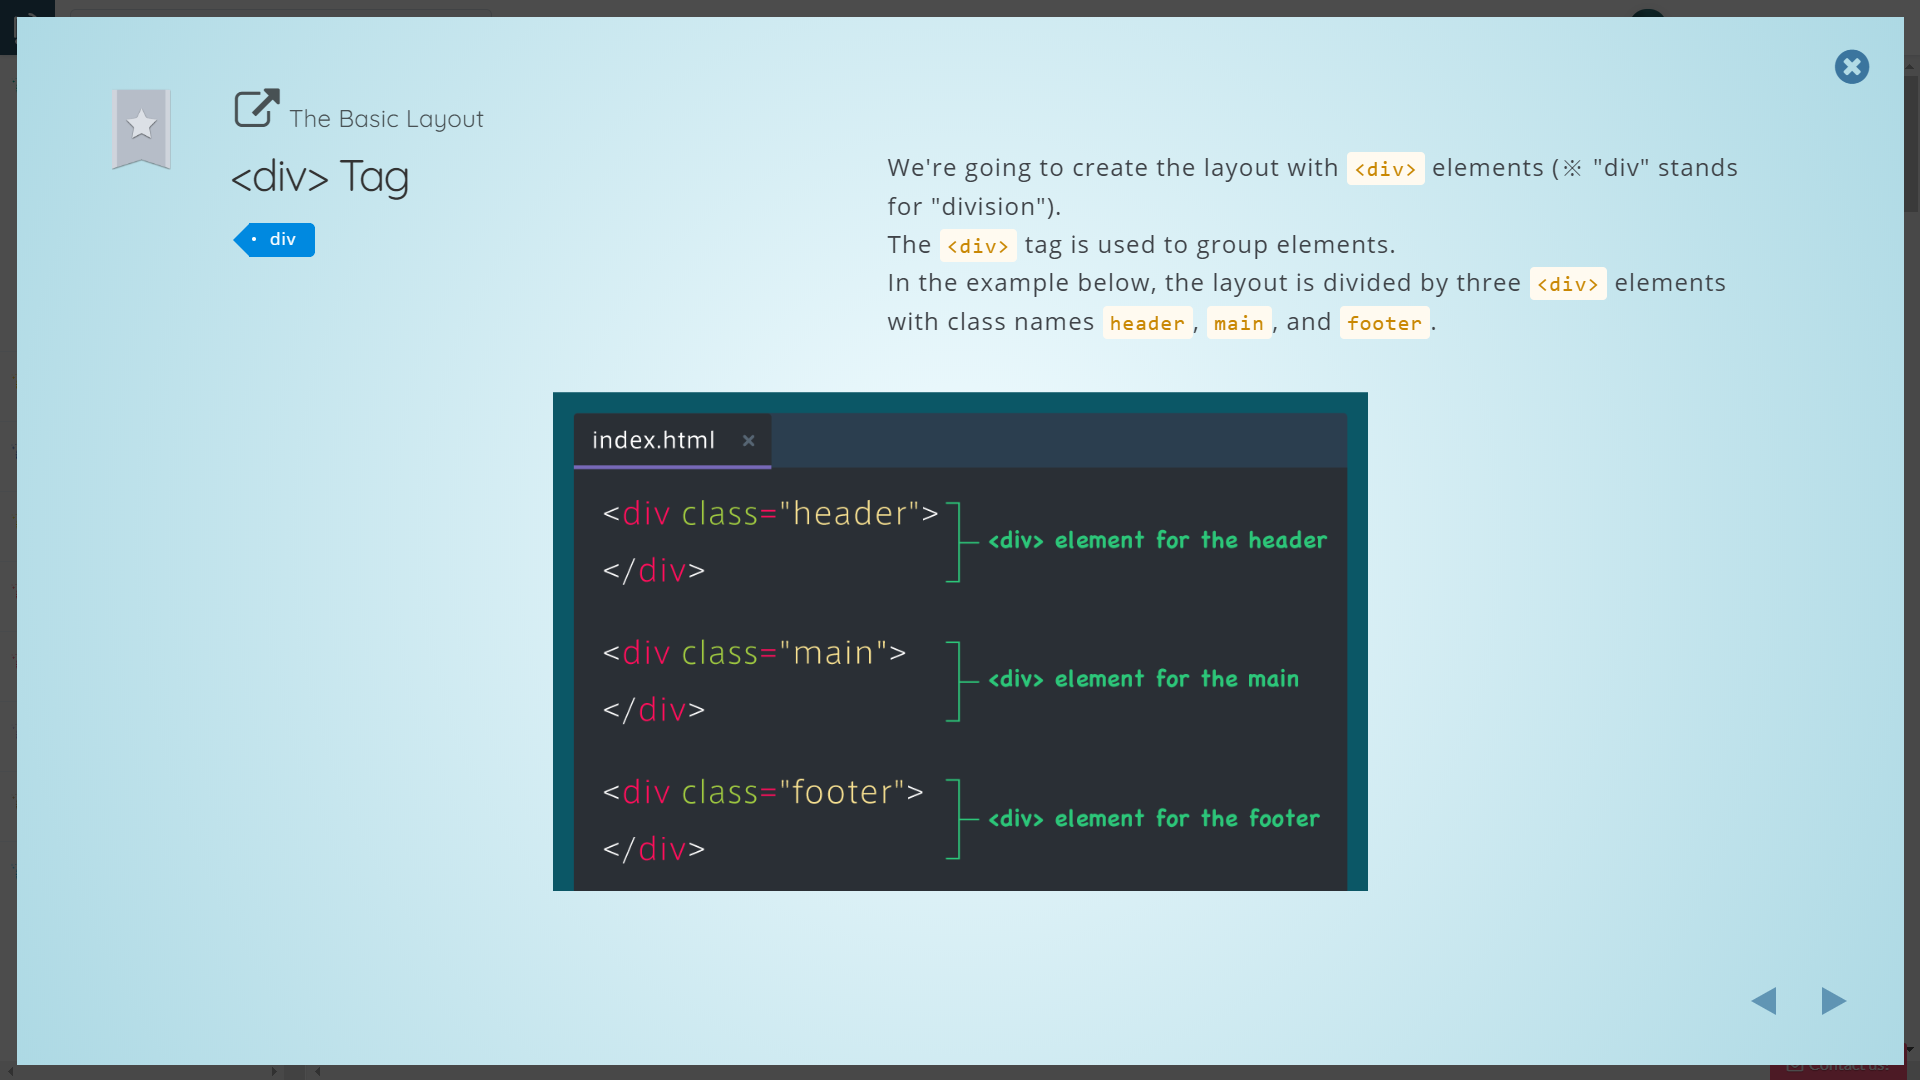 The Basic Layout
<div> Tag
div
We're going to create the layout with <div> elements (※ "div" stands
for "division").
The <div> tag is used to group elements.
In the example below, the layout is divided by three <div> elements
with class names header, main, and footer.
index.html ×
<div class="header">
<div> element for the header
</div>
<div class="main">
<div> element for the main
</div>
<div class="footer">
<div> element for the footer
</div>
Contact us!